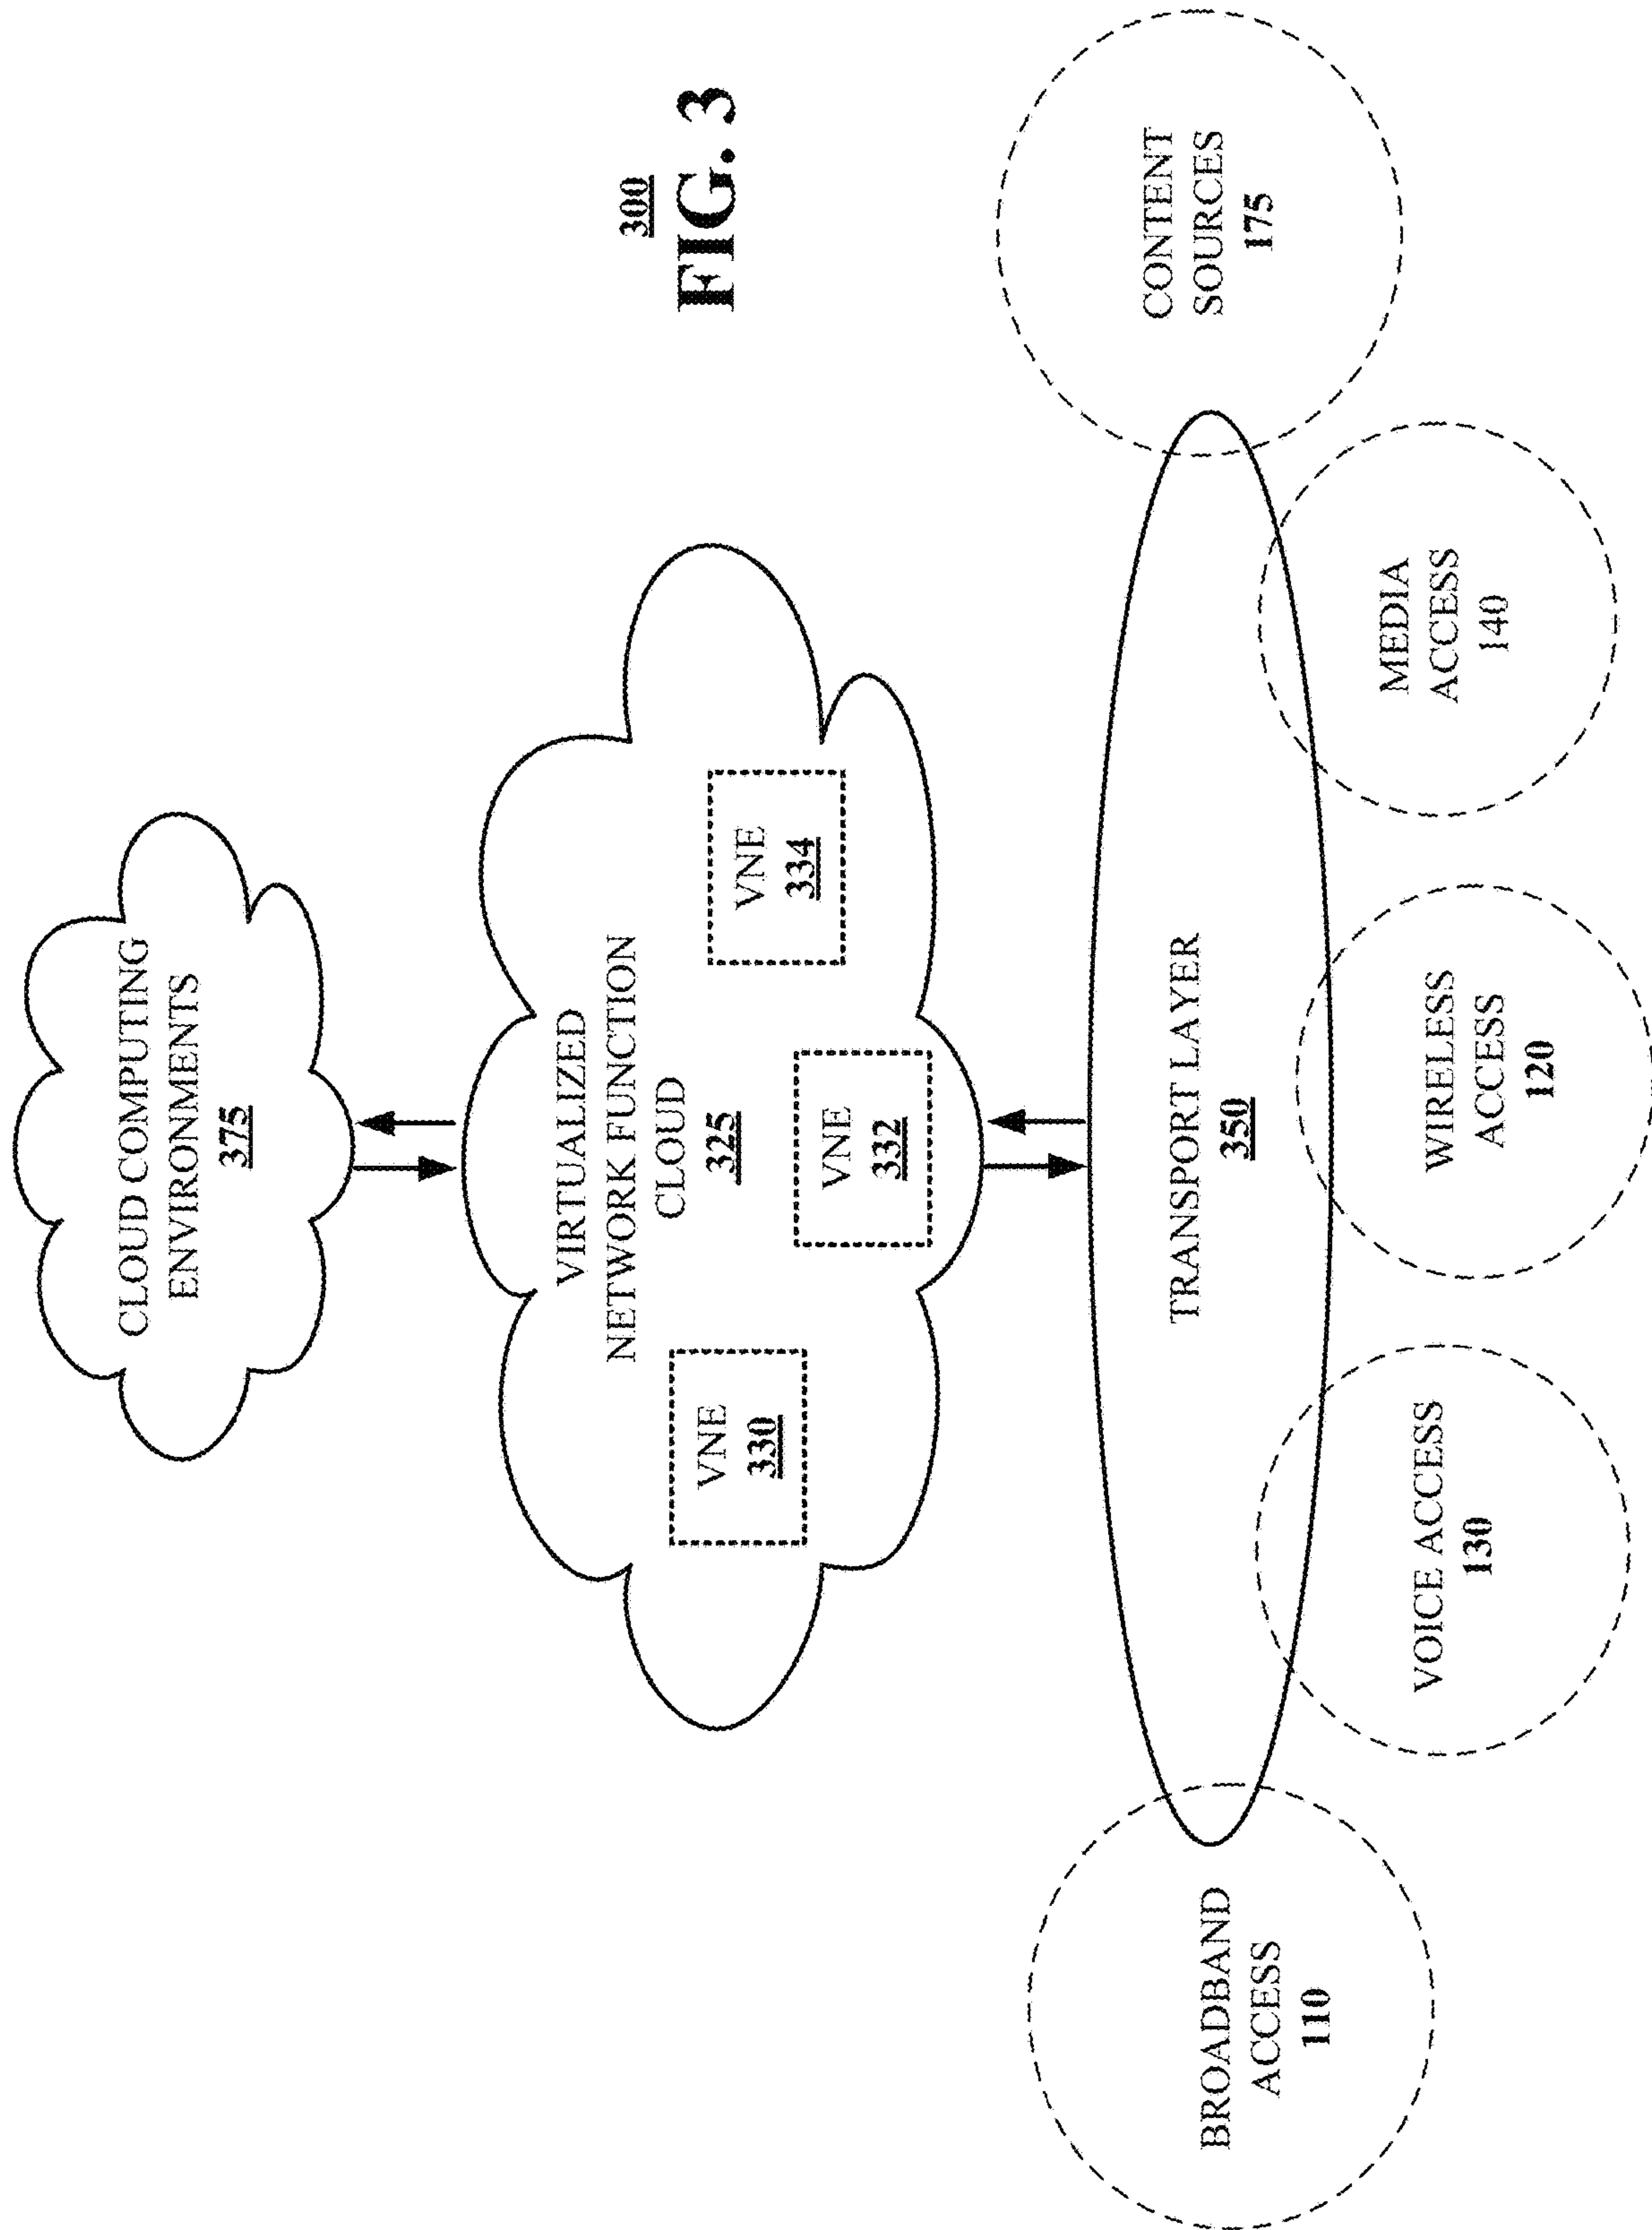 CLOUD COMPUTING
ENVIRONMENTS
375
VIRTUALIZED
NETWORK FUNCTION
CLOUD
325
VNE
330
VNE
332
VNE
334
300
FIG. 3
TRANSPORT LAYER
350
BROADBAND
ACCESS
110
VOICE ACCESS
130
WIRELESS
ACCESS
120
MEDIA
ACCESS
140
CONTENT
SOURCES
175